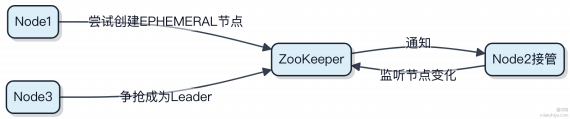 Node1
尝试创建EPHEMERAL节点
ZooKeeper
通知
Node2接管
监听节点变化
Node3
争抢成为Leader